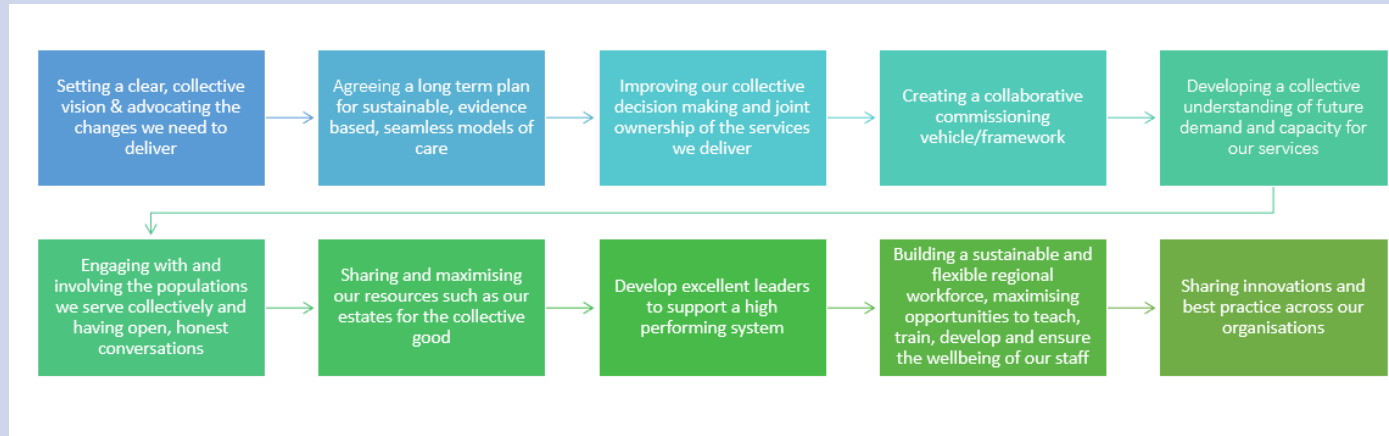 Setting a clear, collective
vision & advocating the
changes we need to
deliver
Agreeing a long term plan
for sustainable, evidence
based, seamless models of
care
Improving our collective
decision making and joint
ownership of the services
we deliver
Creating a collaborative
commissioning
vehicle/framework
Developing a collective
understanding of future
demand and capacity for
our services
Engaging with and
involving the populations
we serve collectively and
having open, honest
conversations
Sharing and maximising
our resources such as our
estates for the collective
good
Develop excellent leaders
to support a high
performing system
Building a sustainable and
flexible regional
workforce, maximising
opportunities to teach,
train, develop and ensure
the wellbeing of our staff
Sharing innovations and
best practice across our
organisations